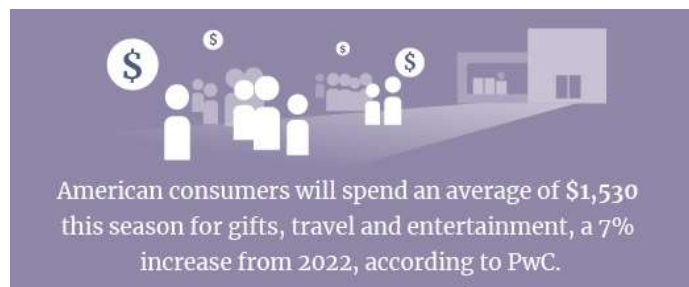 $
$
$
$
American consumers will spend an average of $1,530
this season for gifts, travel and entertainment, a 7%
increase from 2022, according to PwC.